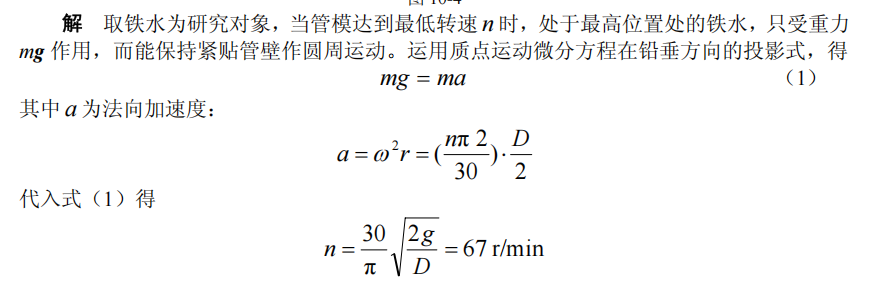 解 取铁水为研究对象，当管模达到最低转速 n 时，处于最高位置处的铁水，只受重力
mg 作用，而能保持紧贴管壁作圆周运动。运用质点运动微分方程在铅垂方向的投影式，得
mg = ma （1）
其中 a 为法向加速度：
a = ω²r = (nπ 2/30)·D/2
代入式（1）得
n = 30/π √(2g/D) = 67 r/min